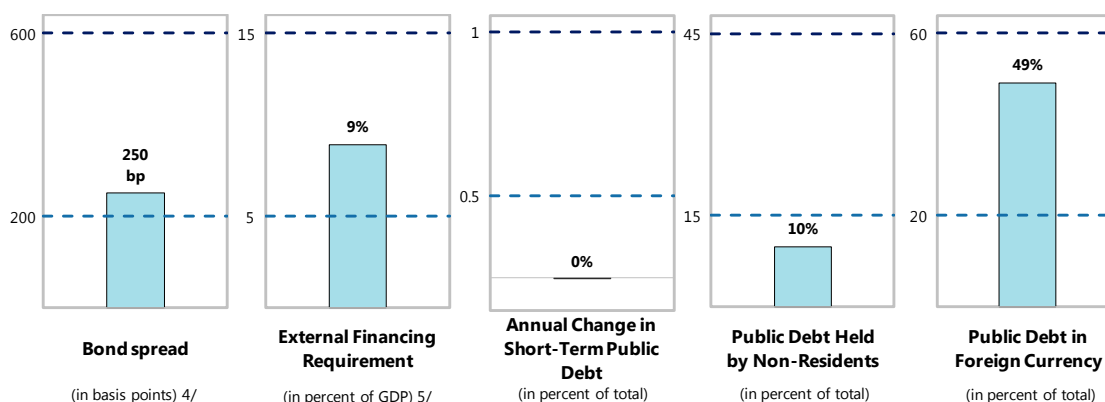 600
200
250
bp
Bond spread
(in basis points) 4/
15
5
9%
External Financing
Requirement
(in percent of GDP) 5/
1
0.5
0%
Annual Change in
Short-Term Public
Debt
(in percent of total)
45
15
10%
Public Debt Held
by Non-Residents
(in percent of total)
60
20
49%
Public Debt in
Foreign Currency
(in percent of total)